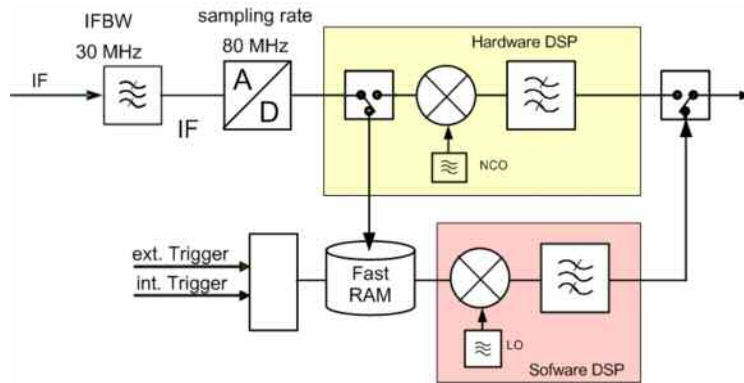 IFBW
30 MHz
sampling rate
80 MHz
Hardware DSP
IF
IF
A
D
NCO
ext. Trigger
int. Trigger
Fast
RAM
LO
Sofware DSP